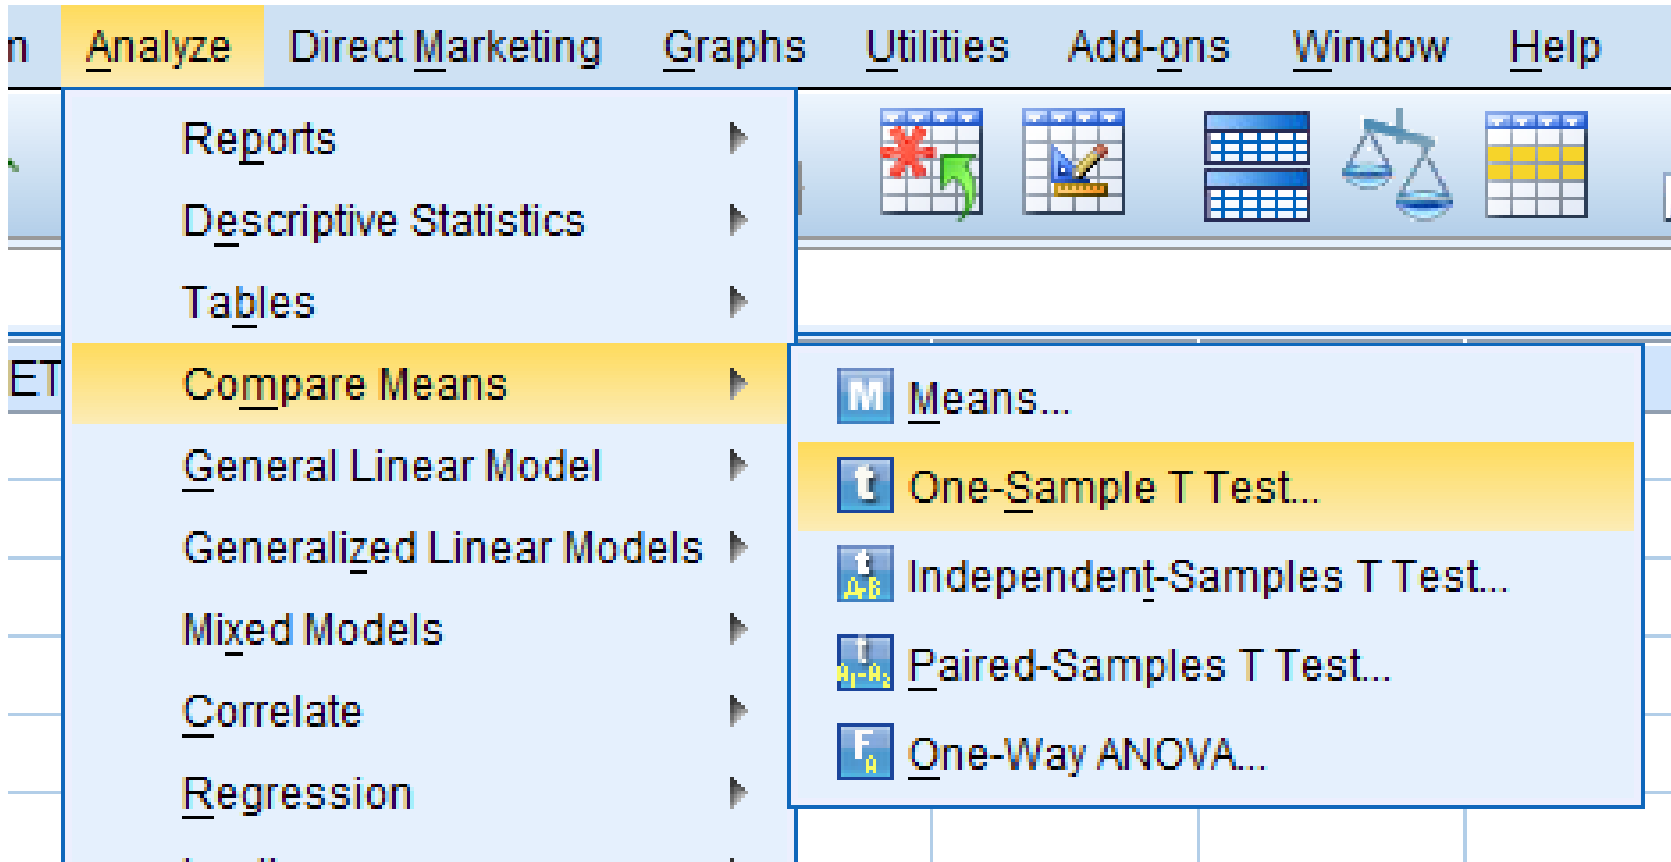 Analyze Direct Marketing Graphs Utilities Add-ons Window Help
Reports
Descriptive Statistics
Tables
ET
Compare Means
General Linear Model
Generalized Linear Models
Mixed Models
Correlate
Regression
M Means...
t One-Sample T Test...
t A-B Independent-Samples T Test...
t Paired-Samples T Test...
F A One-Way ANOVA...